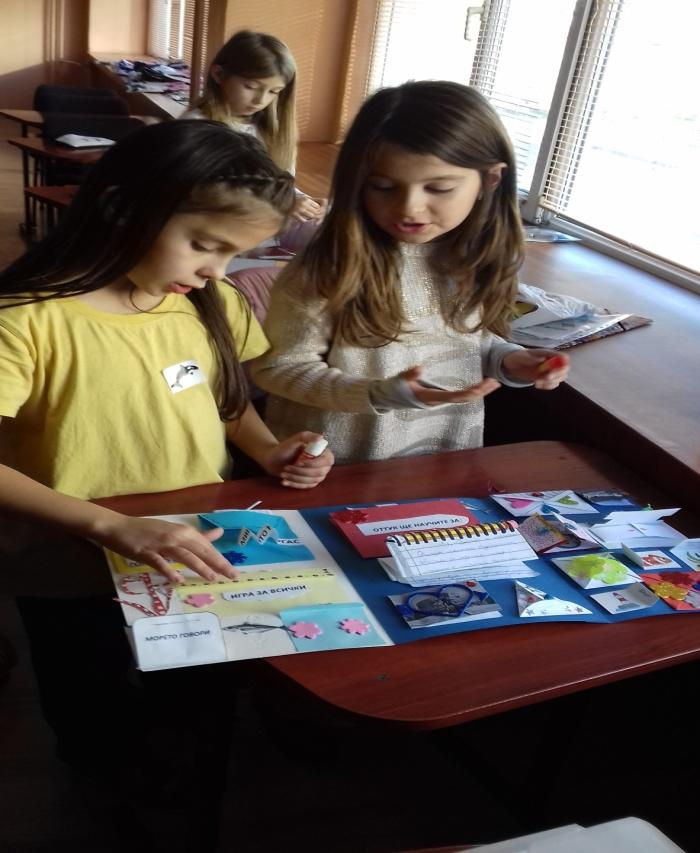 ОТТУК ЩЕ НАУЧИТЕ ЗА
ИГРА ЗА ВСИЧКИ
МОРЕТО ГОВОРИ